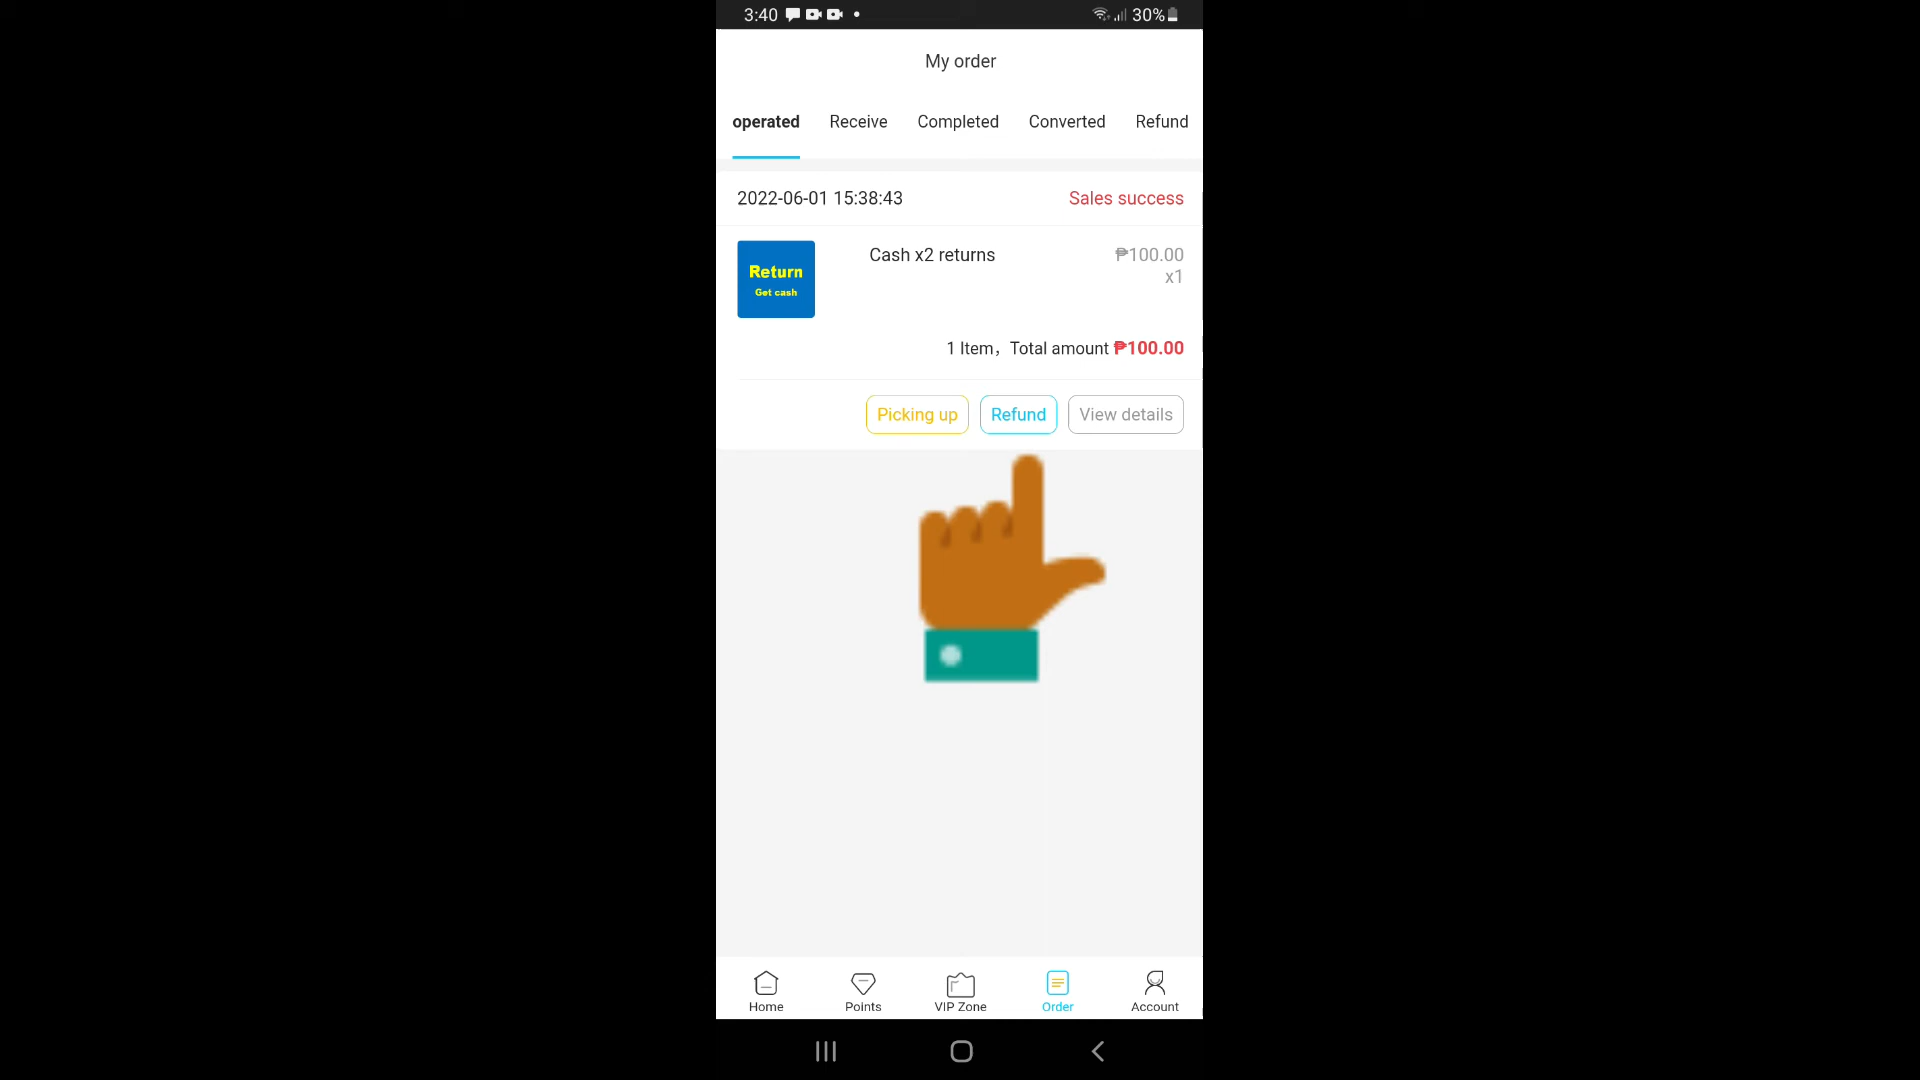 3:40
30%
My order
operated Receive Completed Converted Refund
2022-06-01 15:38:43 Sales success
Return
Get cash
Cash x2 returns ₱100.00
x1
1 Item，Total amount ₱100.00
Picking up Refund View details
Home Points VIP Zone Order Account